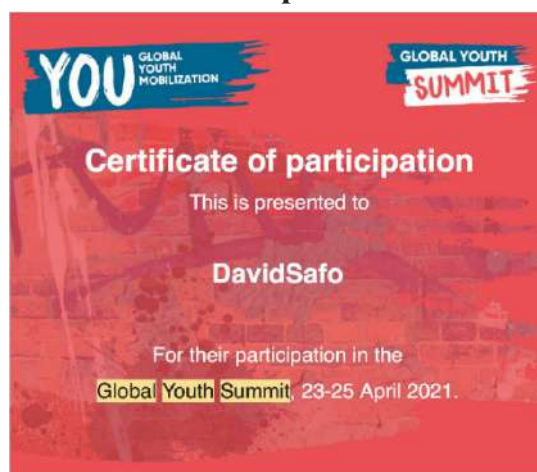 YOU GLOBAL
YOUTH
MOBILIZATION
GLOBAL YOUTH
SUMMIT
Certificate of participation
This is presented to
DavidSafo
For their participation in the
Global Youth Summit, 23-25 April 2021.